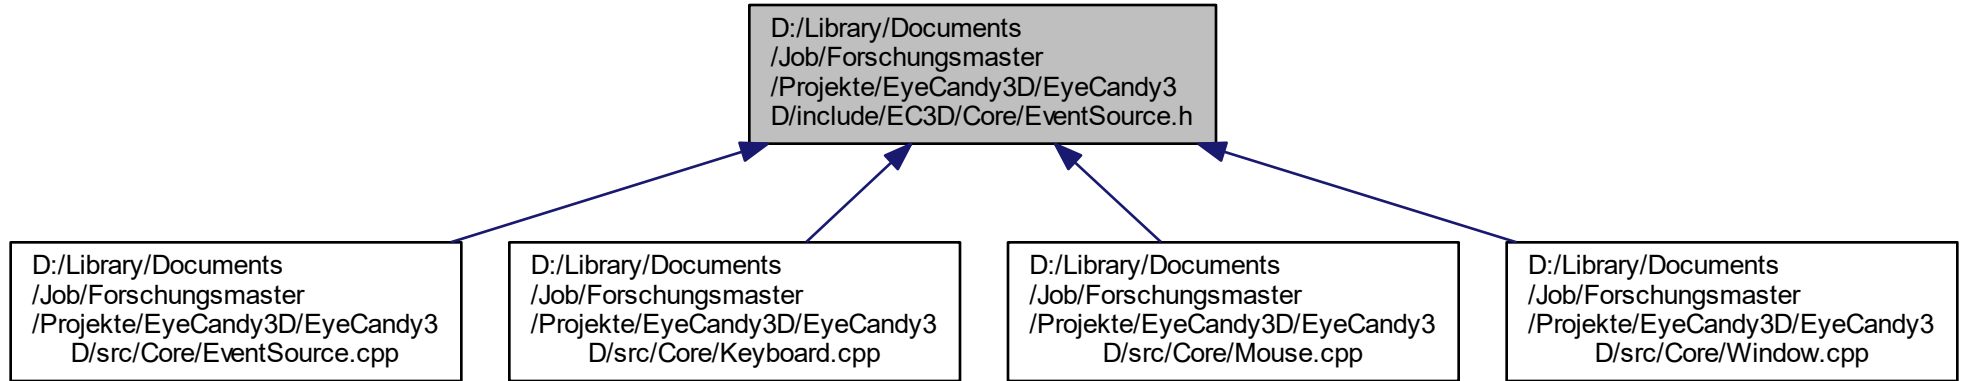 D:/Library/Documents
/Job/Forschungsmaster
/Projekte/EyeCandy3D/EyeCandy3
D/include/EC3D/Core/EventSource.h
D:/Library/Documents
/Job/Forschungsmaster
/Projekte/EyeCandy3D/EyeCandy3
D/src/Core/EventSource.cpp
D:/Library/Documents
/Job/Forschungsmaster
/Projekte/EyeCandy3D/EyeCandy3
D/src/Core/Keyboard.cpp
D:/Library/Documents
/Job/Forschungsmaster
/Projekte/EyeCandy3D/EyeCandy3
D/src/Core/Mouse.cpp
D:/Library/Documents
/Job/Forschungsmaster
/Projekte/EyeCandy3D/EyeCandy3
D/src/Core/Window.cpp